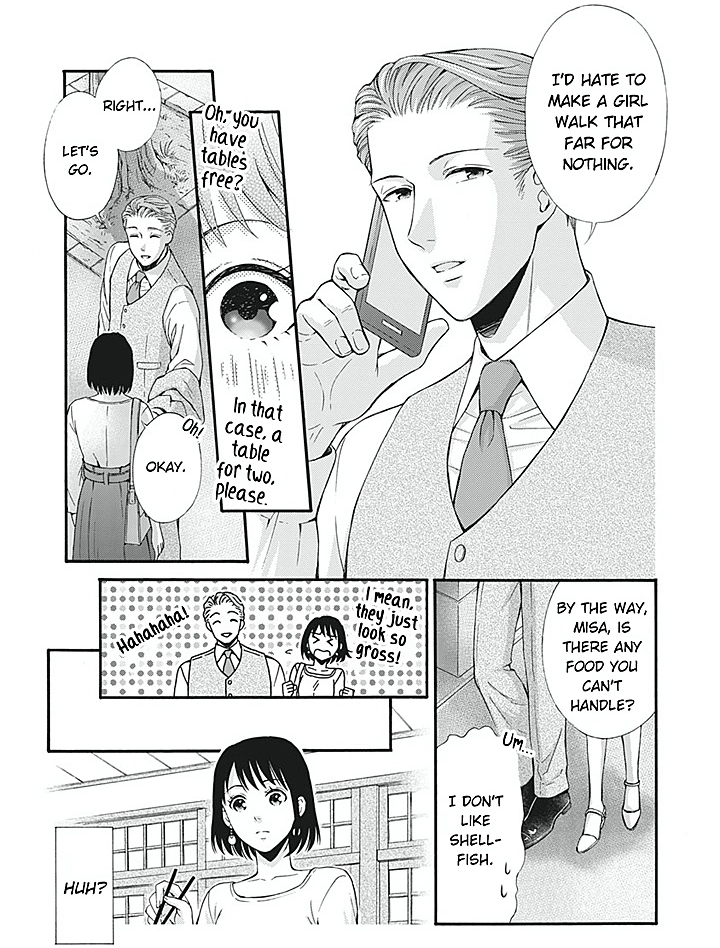 I'D HATE TO
MAKE A GIRL
WALK THAT
FAR FOR
NOTHING.
Oh, you
have
tables
free?
In that
case, a
table
for two,
please.
RIGHT...
LET'S
GO.
Oh!
OKAY.
BY THE WAY,
MISA, IS
THERE ANY
FOOD YOU
CAN'T
HANDLE?
Um...
I DON'T
LIKE
SHELL-
FISH.
I mean,
they just
look so
gross!
Hahahaha!
HUH?